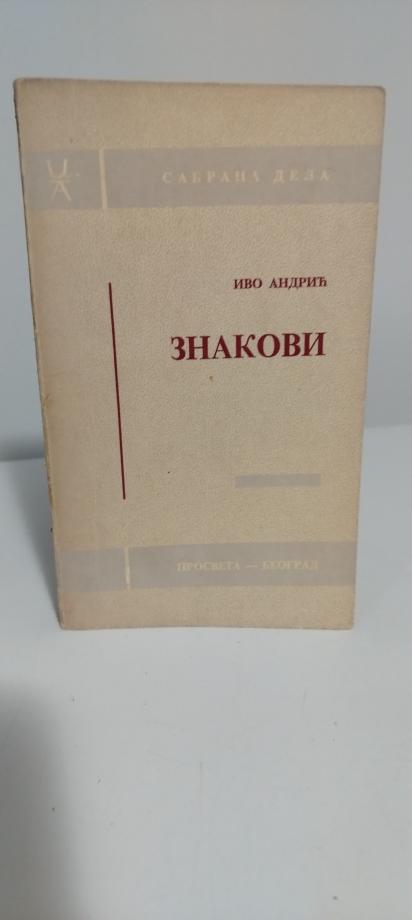 САБРАНА ДЕЛА
ИВО АНДРИЋ
ЗНАКОВИ
ПРОСВЕТА — БЕОГРАД